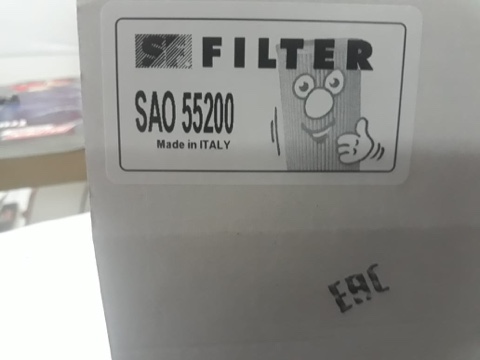 SF FILTER
SAO 55200
Made in ITALY
EAC